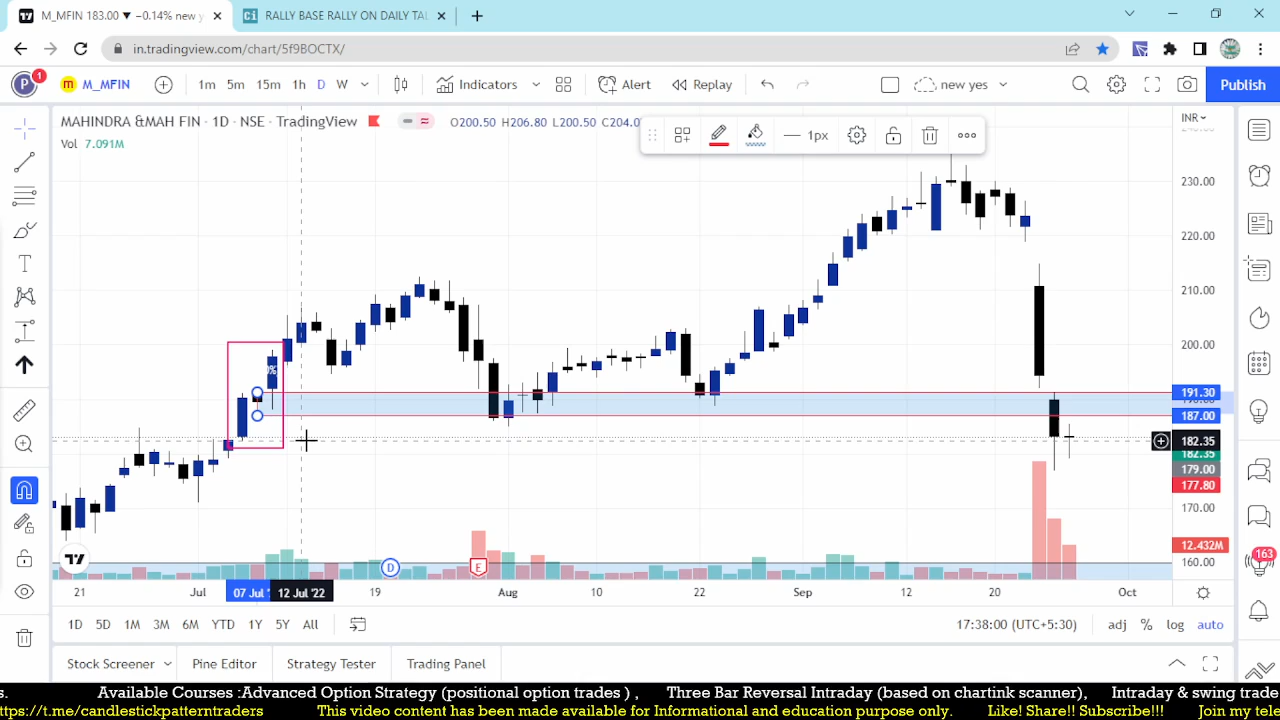 M_MFIN 183.00 ▼ −0.14% new y
Ci RALLY BASE RALLY ON DAILY TAI
in.tradingview.com/chart/5f9BOCTX/
P 1 m M_MFIN 1m 5m 15m 1h D W Indicators Alert Replay new yes Publish
MAHINDRA &MAH FIN · 1D · NSE · TradingView O200.50 H206.80 L200.50 C204.0
Vol 7.091M
1px
INR
230.00
220.00
210.00
200.00
191.30
187.00
182.35
182.35
179.00
177.80
170.00
12.432M
160.00
D E
163
21 Jul 07 Jul ' 12 Jul '22 19 Aug 10 22 Sep 12 20 Oct
1D 5D 1M 3M 6M YTD 1Y 5Y All 17:38:00 (UTC+5:30) adj % log auto
Stock Screener Pine Editor Strategy Tester Trading Panel
s. Available Courses :Advanced Option Strategy (positional option trades ) , Three Bar Reversal Intraday (based on chartink scanner), Intraday & swing trade
ttps://t.me/candlestickpatterntraders This video content has been made available for Informational and education purpose only. Like! Share!! Subscribe!!! Join my tele